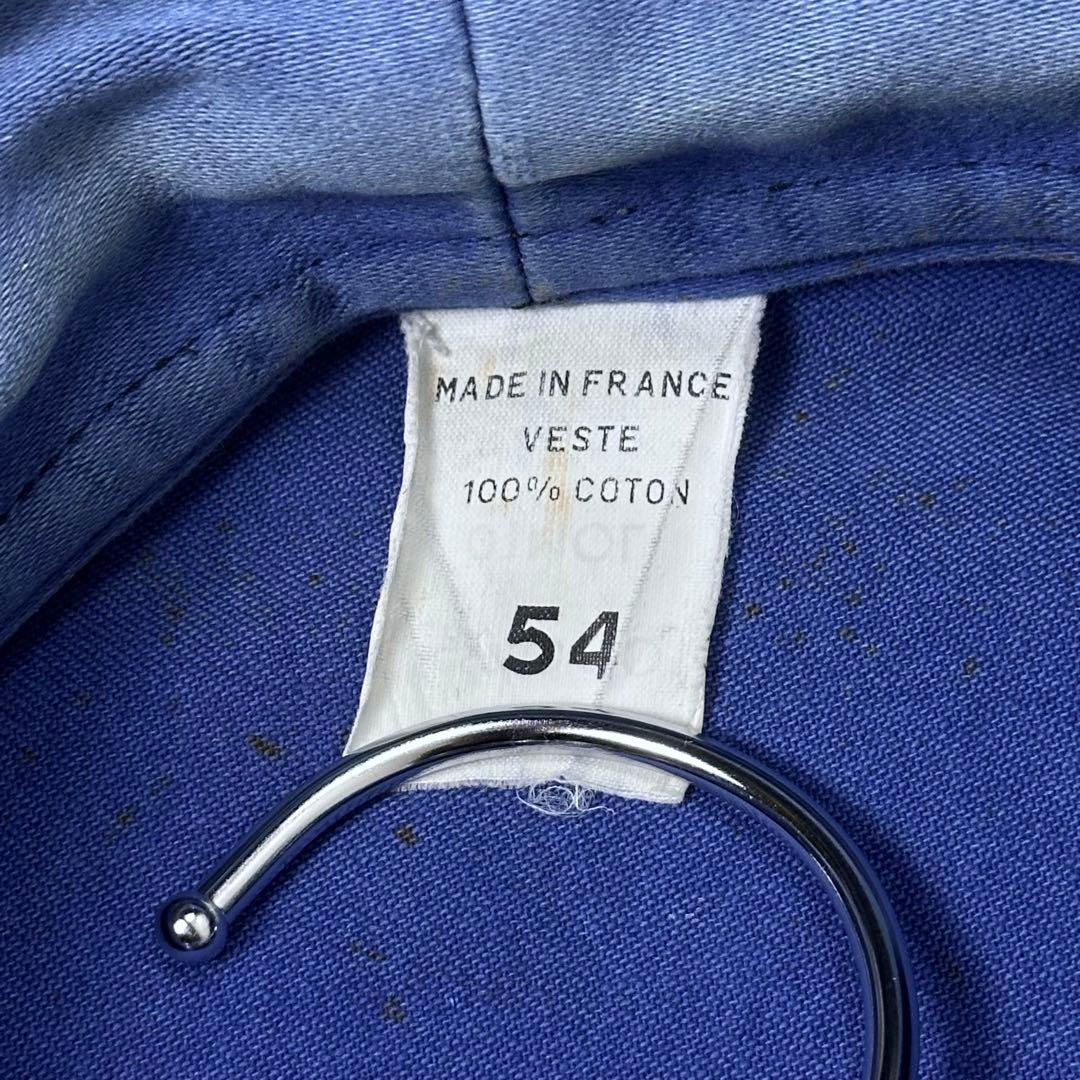 MADE IN FRANCE
VESTE
100% COTON
54